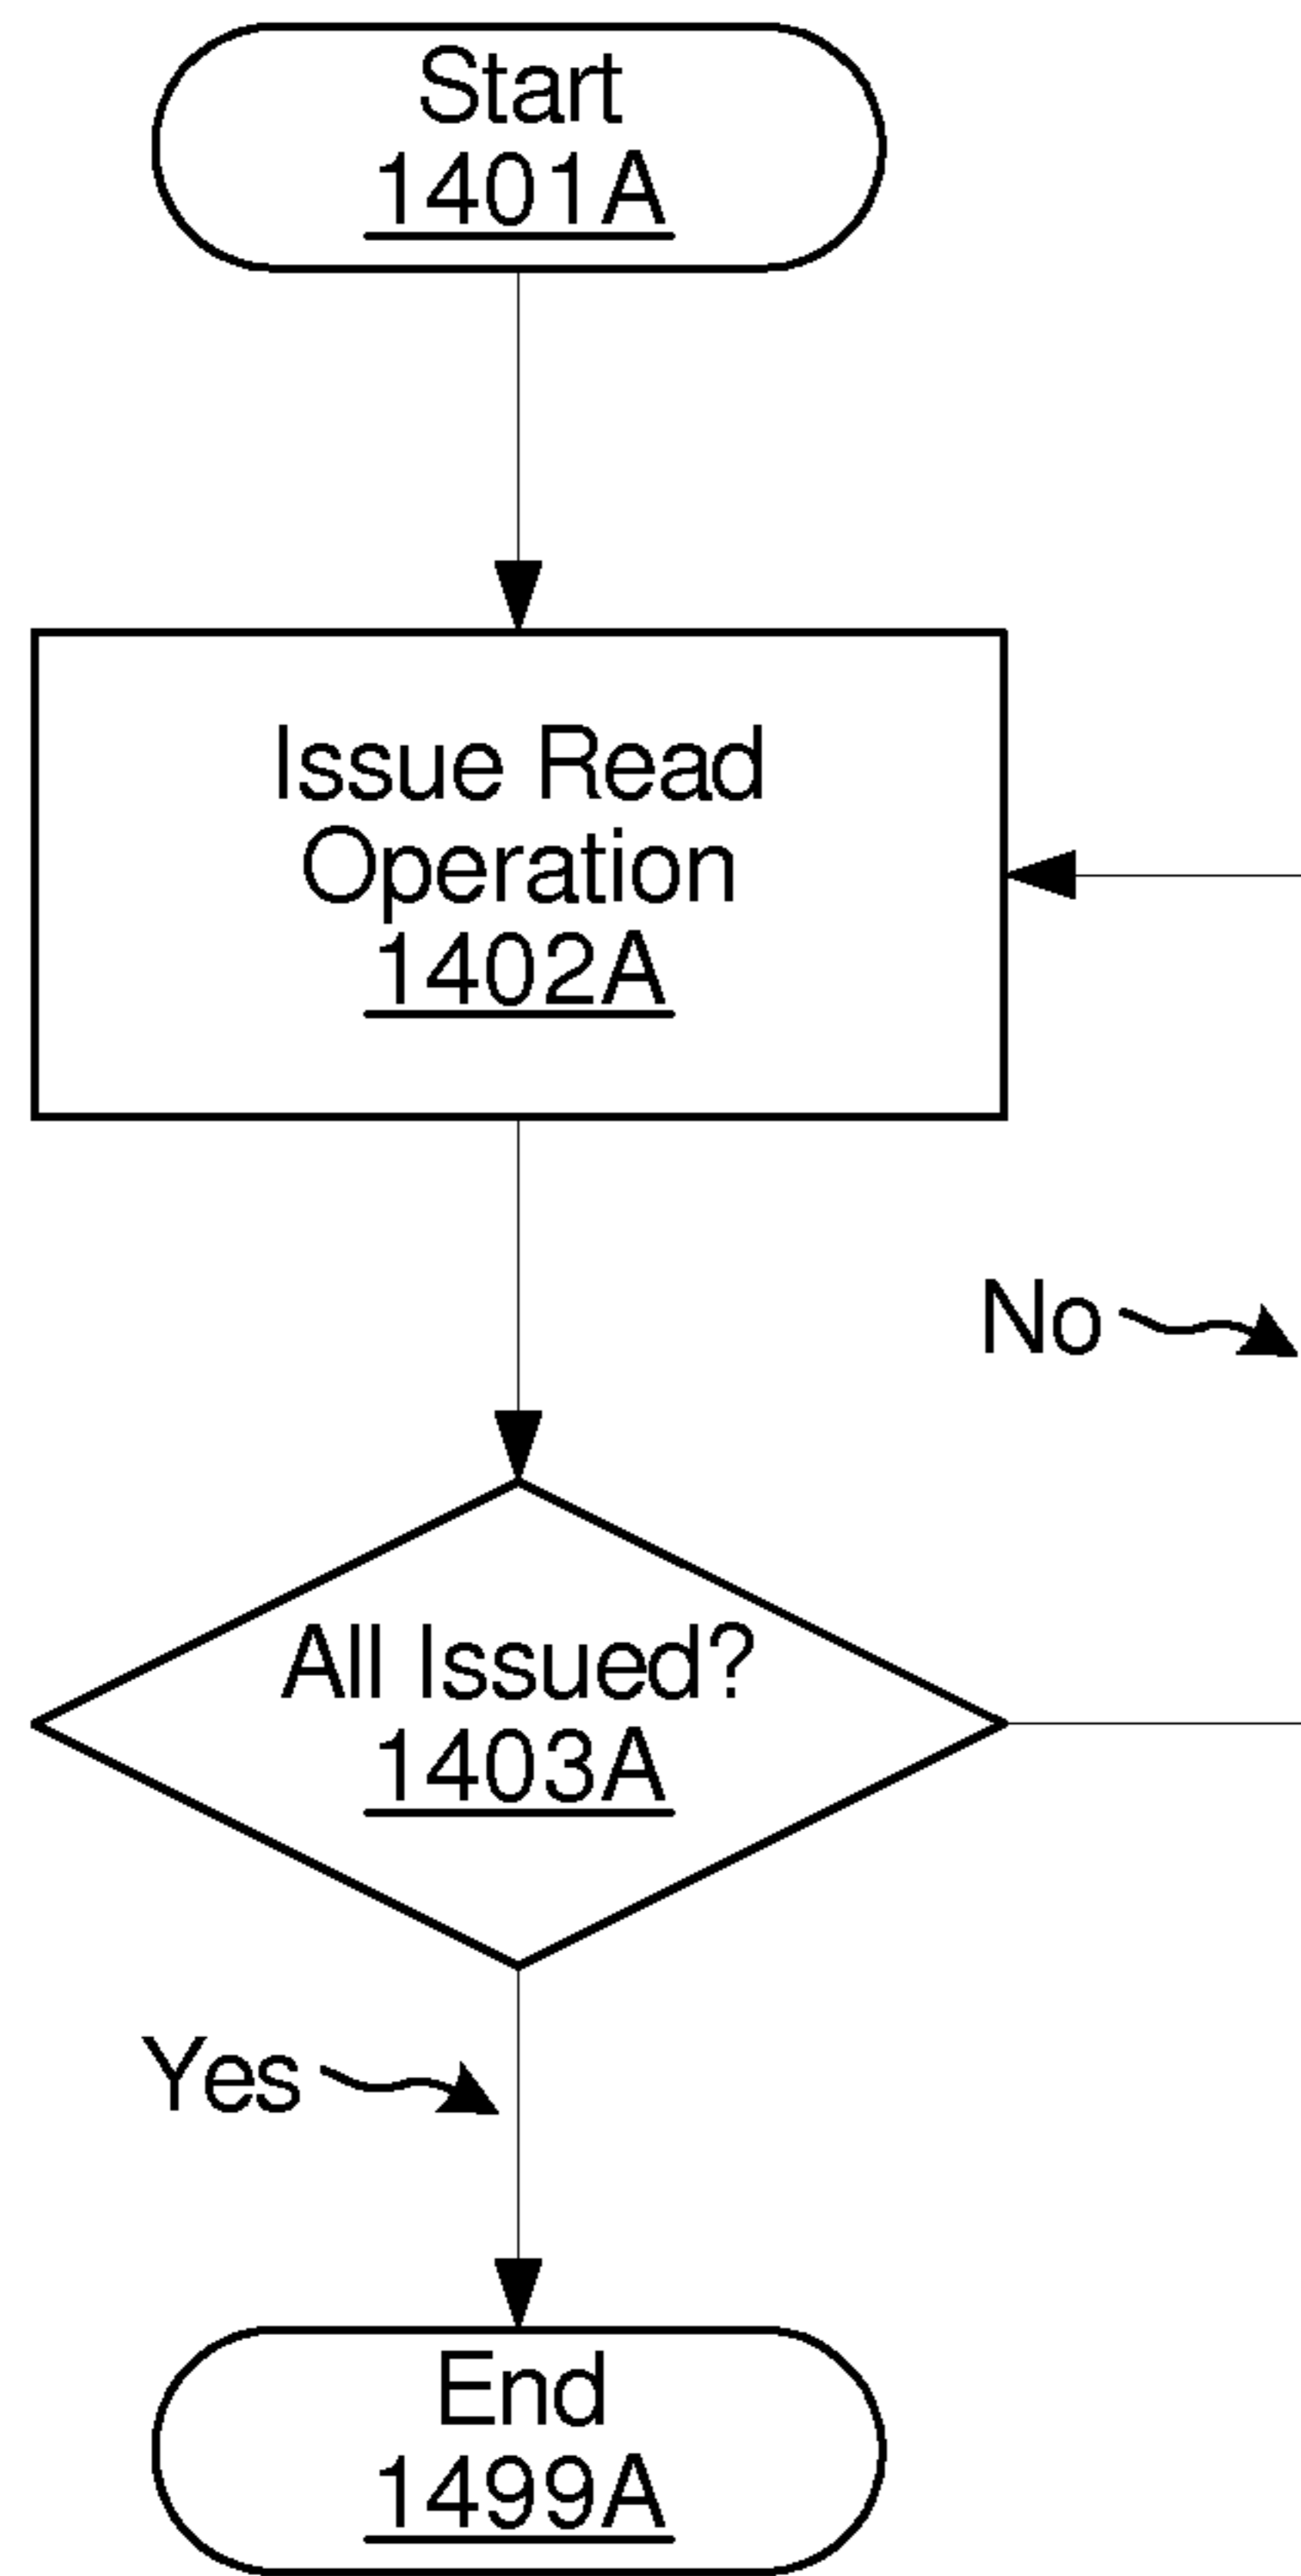 Start
1401A
Issue Read
Operation
1402A
No
All Issued?
1403A
Yes
End
1499A